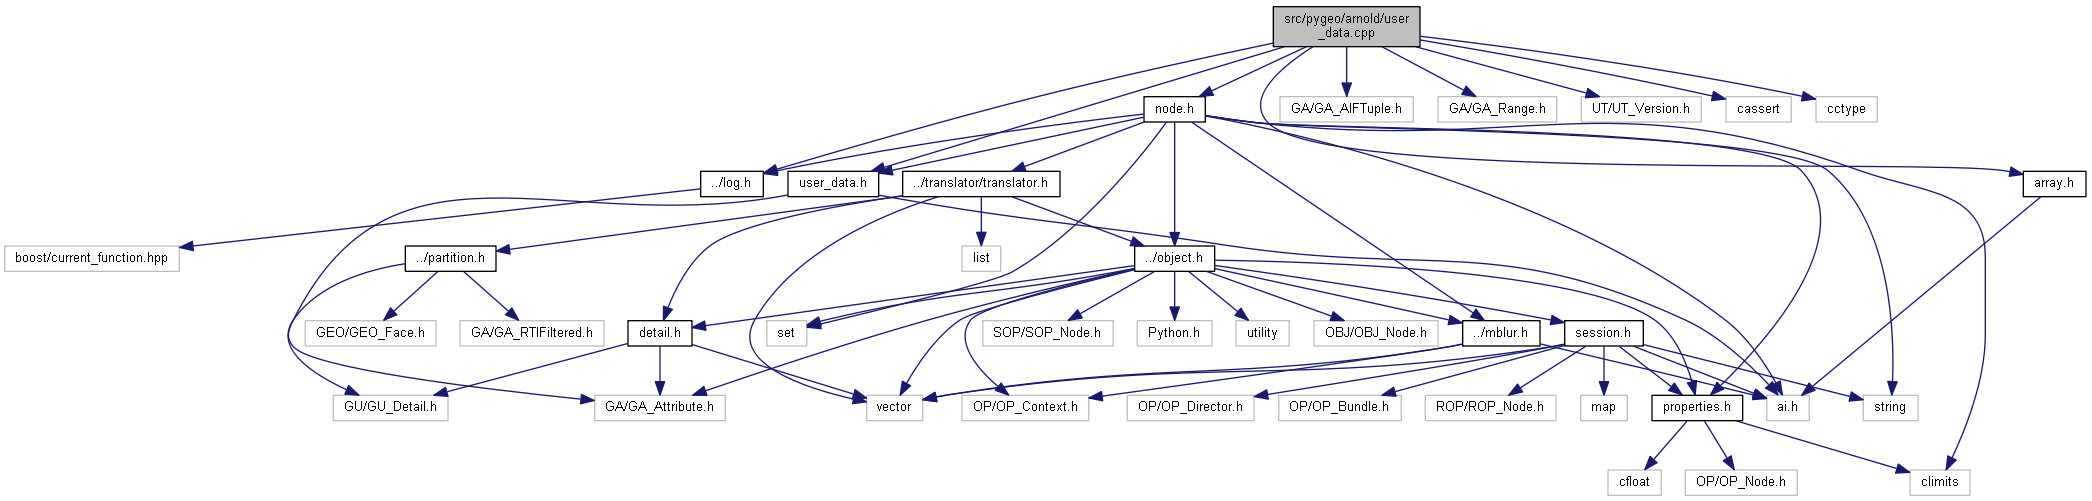 src/pygeo/arnold/user
_data.cpp
node.h
GA/GA_AIFTuple.h
GA/GA_Range.h
UT/UT_Version.h
cassert
cctype
../log.h
user_data.h
../translator/translator.h
array.h
boost/current_function.hpp
../partition.h
list
../object.h
GEO/GEO_Face.h
GA/GA_RTIFiltered.h
detail.h
set
SOP/SOP_Node.h
Python.h
utility
OBJ/OBJ_Node.h
../mblur.h
session.h
GU/GU_Detail.h
GA/GA_Attribute.h
vector
OP/OP_Context.h
OP/OP_Director.h
OP/OP_Bundle.h
ROP/ROP_Node.h
map
properties.h
ai.h
string
cfloat
OP/OP_Node.h
climits